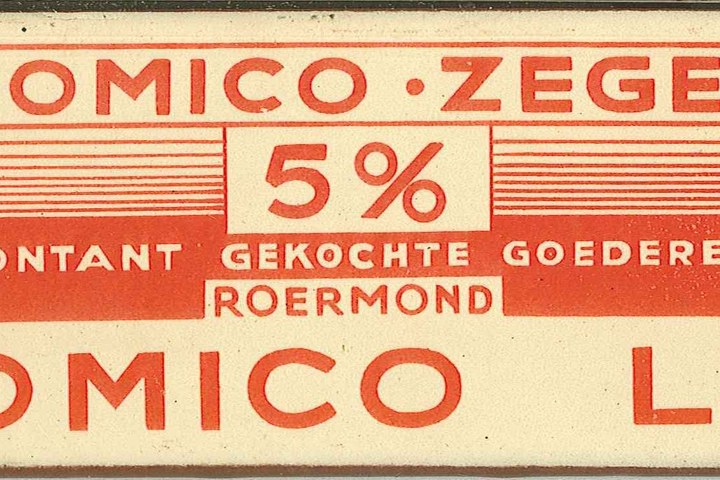 OMICO · ZEGE
5%
ONTANT GEKOCHTE GOEDERE
ROERMOND
OMICO L